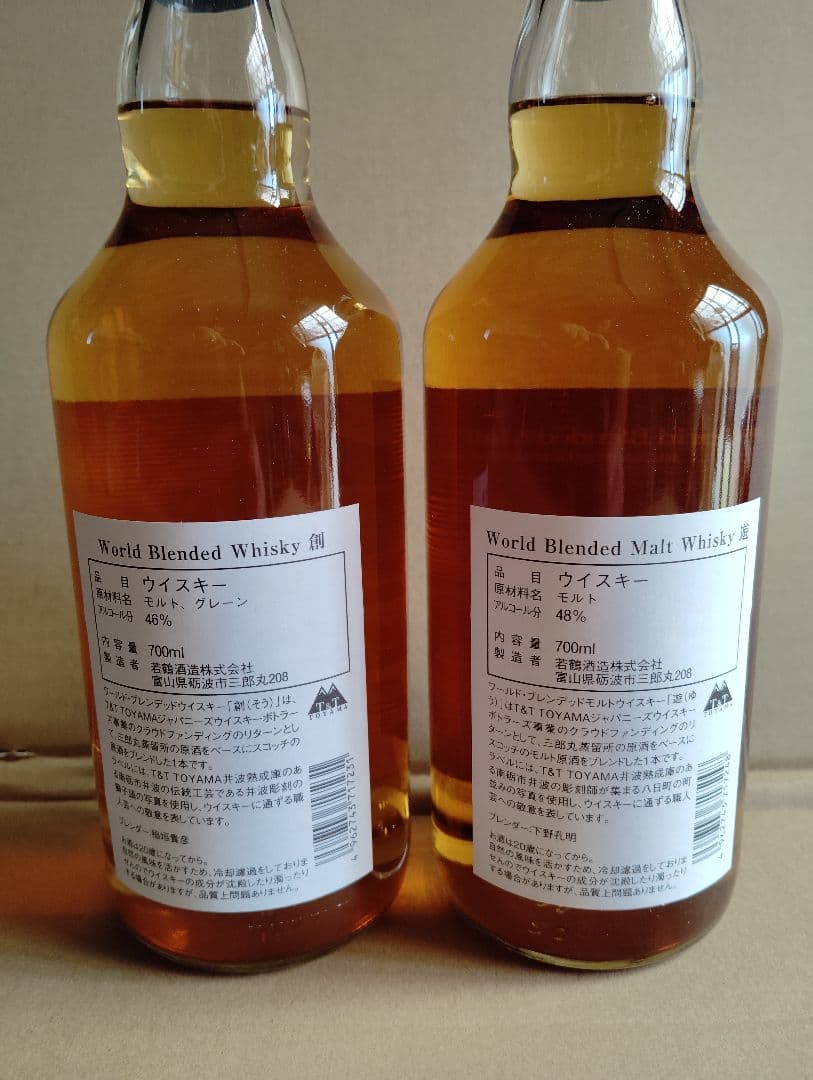 World Blended Whisky 創
品目 ウイスキー
原材料名 モルト、グレーン
アルコール分 46%
内容量 700ml
製造者 若鶴酒造株式会社
富山県砺波市三郎丸208
ワールド・ブレンデッドウイスキー「創(そう)」は、
T&T TOYAMAジャパニーズウイスキーボトラー
ズ事業のクラウドファンディングのリターンとし
て、三郎丸蒸留所の原酒をベースにスコッチの
原酒をブレンドした1本です。
ラベルには、T&T TOYAMA井波熟成庫のあ
る南砺市井波の伝統工芸である井波彫刻の
獅子頭の写真を使用し、ウイスキーに通ずる職
人芸への敬意を表しています。
ブレンダー:稲垣貴彦
お酒は20歳になってから。
自然の風味を活かすため、冷却濾過をしておりま
せんのでウイスキーの成分が沈殿したり濁ったり
する場合がありますが、品質上問題ありません。
T&T
TOYAMA
4962745711231
World Blended Malt Whisky 遊
品目 ウイスキー
原材料名 モルト
アルコール分 48%
内容量 700ml
製造者 若鶴酒造株式会社
富山県砺波市三郎丸208
ワールド・ブレンデッドモルトウイスキー「遊(ゆ
う)」はT&T TOYAMAジャパニーズウイスキー
ボトラーズ事業のクラウドファンディングのリ
ターンとして、三郎丸蒸留所の原酒をベースに
スコッチのモルト原酒をブレンドした1本です。
ラベルには、T&T TOYAMA井波熟成庫のあ
る南砺市井波の彫刻師が集まる八日町の町
並みの写真を使用し、ウイスキーに通ずる職人
芸への敬意を表しています。
ブレンダー:下野孔明
お酒は20歳になってから。
自然の風味を活かすため、冷却濾過をしておりま
せんのでウイスキーの成分が沈殿したり濁ったり
する場合がありますが、品質上問題ありません。
T&T
TOYAMA